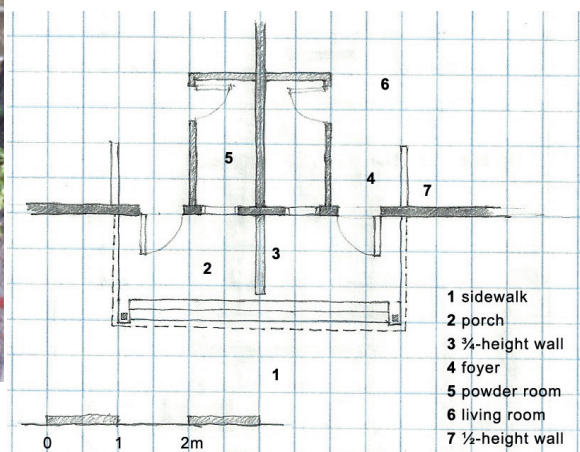 6
5
4
7
3
2
1
1 sidewalk
2 porch
3 ¾-height wall
4 foyer
5 powder room
6 living room
7 ½-height wall
0 1 2m